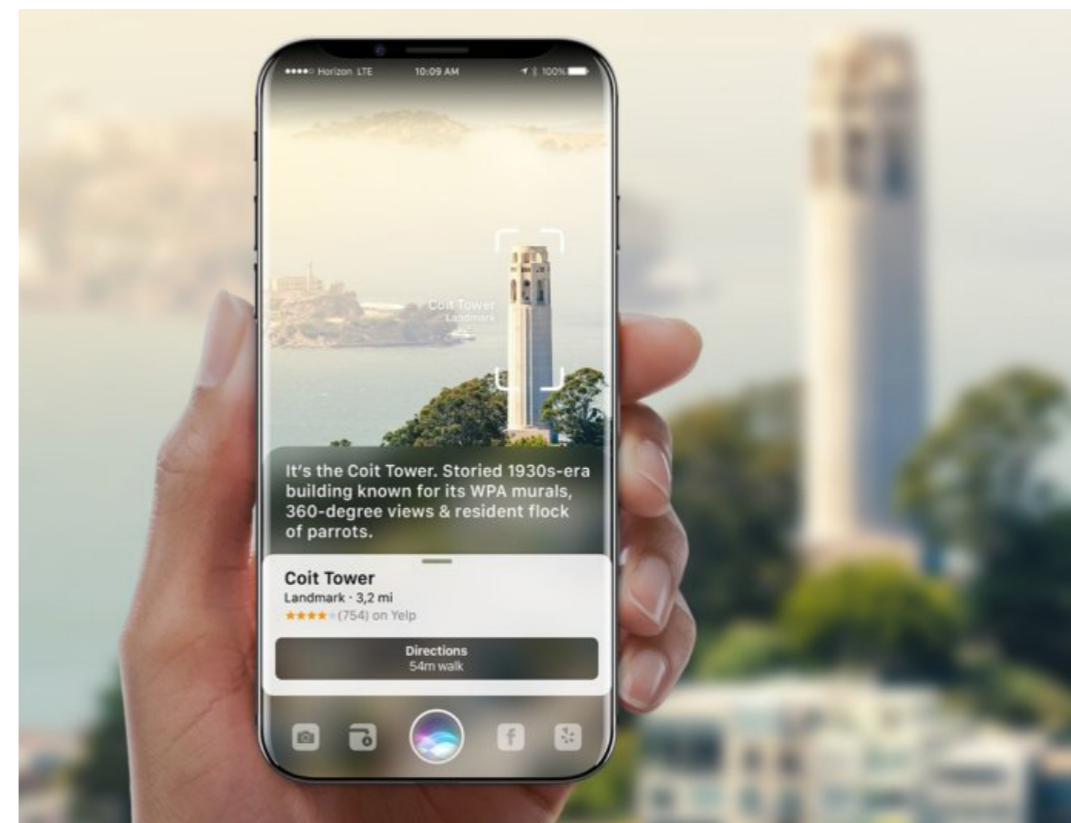 Horizon LTE 10:09 AM 100%
Coit Tower
Landmark
It's the Coit Tower. Storied 1930s-era
building known for its WPA murals,
360-degree views & resident flock
of parrots.
Coit Tower
Landmark · 3,2 mi
(754) on Yelp
Directions
54m walk
f